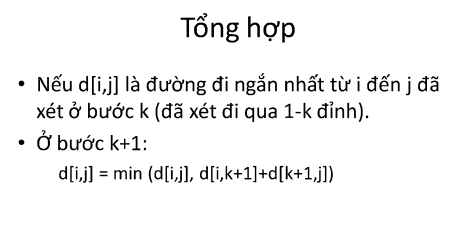 Tổng hợp
• Nếu d[i,j] là đường đi ngắn nhất từ i đến j đã
xét ở bước k (đã xét đi qua 1-k đỉnh).
• Ở bước k+1:
d[i,j] = min (d[i,j], d[i,k+1]+d[k+1,j])